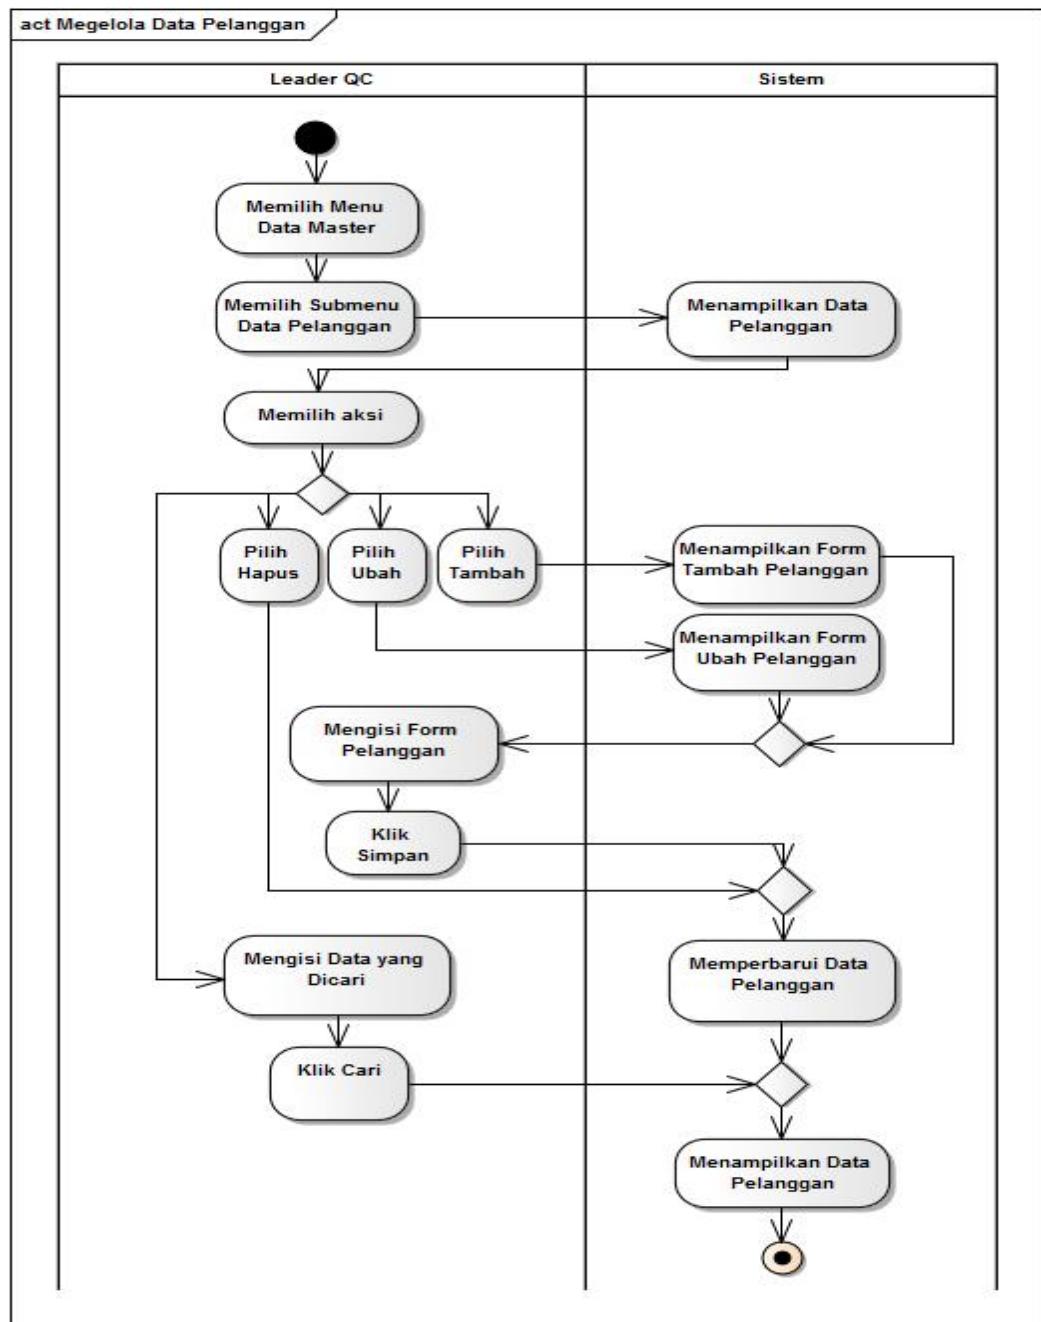 act Megelola Data Pelanggan
Leader QC
Sistem
Memilih Menu
Data Master
Memilih Submenu
Data Pelanggan
Menampilkan Data
Pelanggan
Memilih aksi
Pilih
Hapus
Pilih
Ubah
Pilih
Tambah
Menampilkan Form
Tambah Pelanggan
Menampilkan Form
Ubah Pelanggan
Mengisi Form
Pelanggan
Klik
Simpan
Mengisi Data yang
Dicari
Memperbarui Data
Pelanggan
Klik Cari
Menampilkan Data
Pelanggan